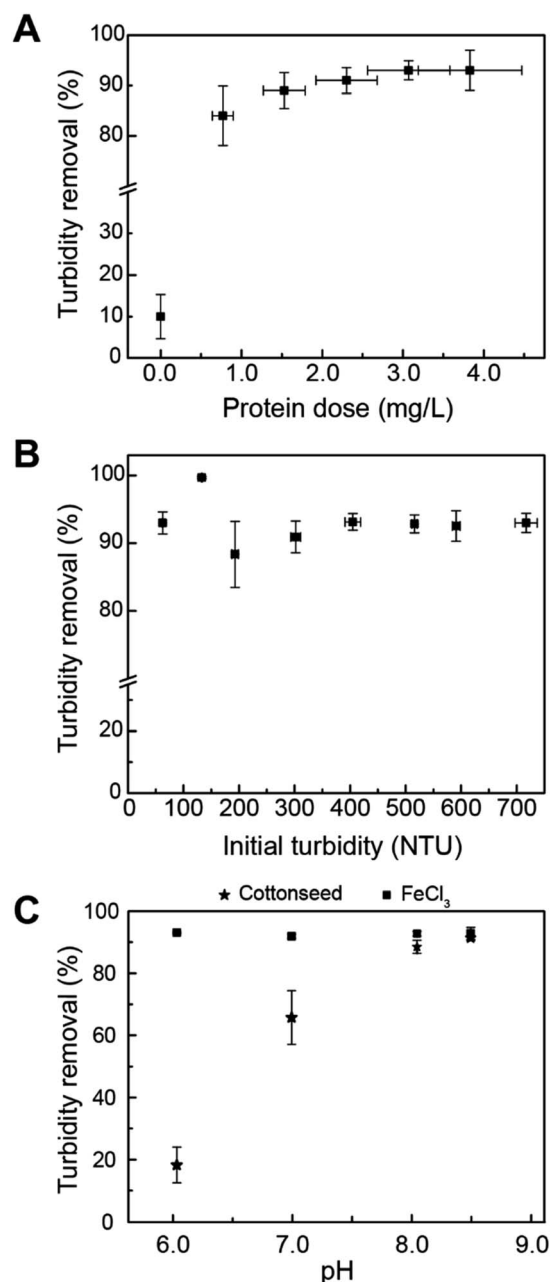 A
Turbidity removal (%)
100
90
80
30
20
10
0
0.0 1.0 2.0 3.0 4.0
Protein dose (mg/L)
B
Turbidity removal (%)
100
90
80
20
0
0 100 200 300 400 500 600 700
Initial turbidity (NTU)
C
★ Cottonseed ■ FeCl₃
Turbidity removal (%)
100
80
60
40
20
0
6.0 7.0 8.0 9.0
pH